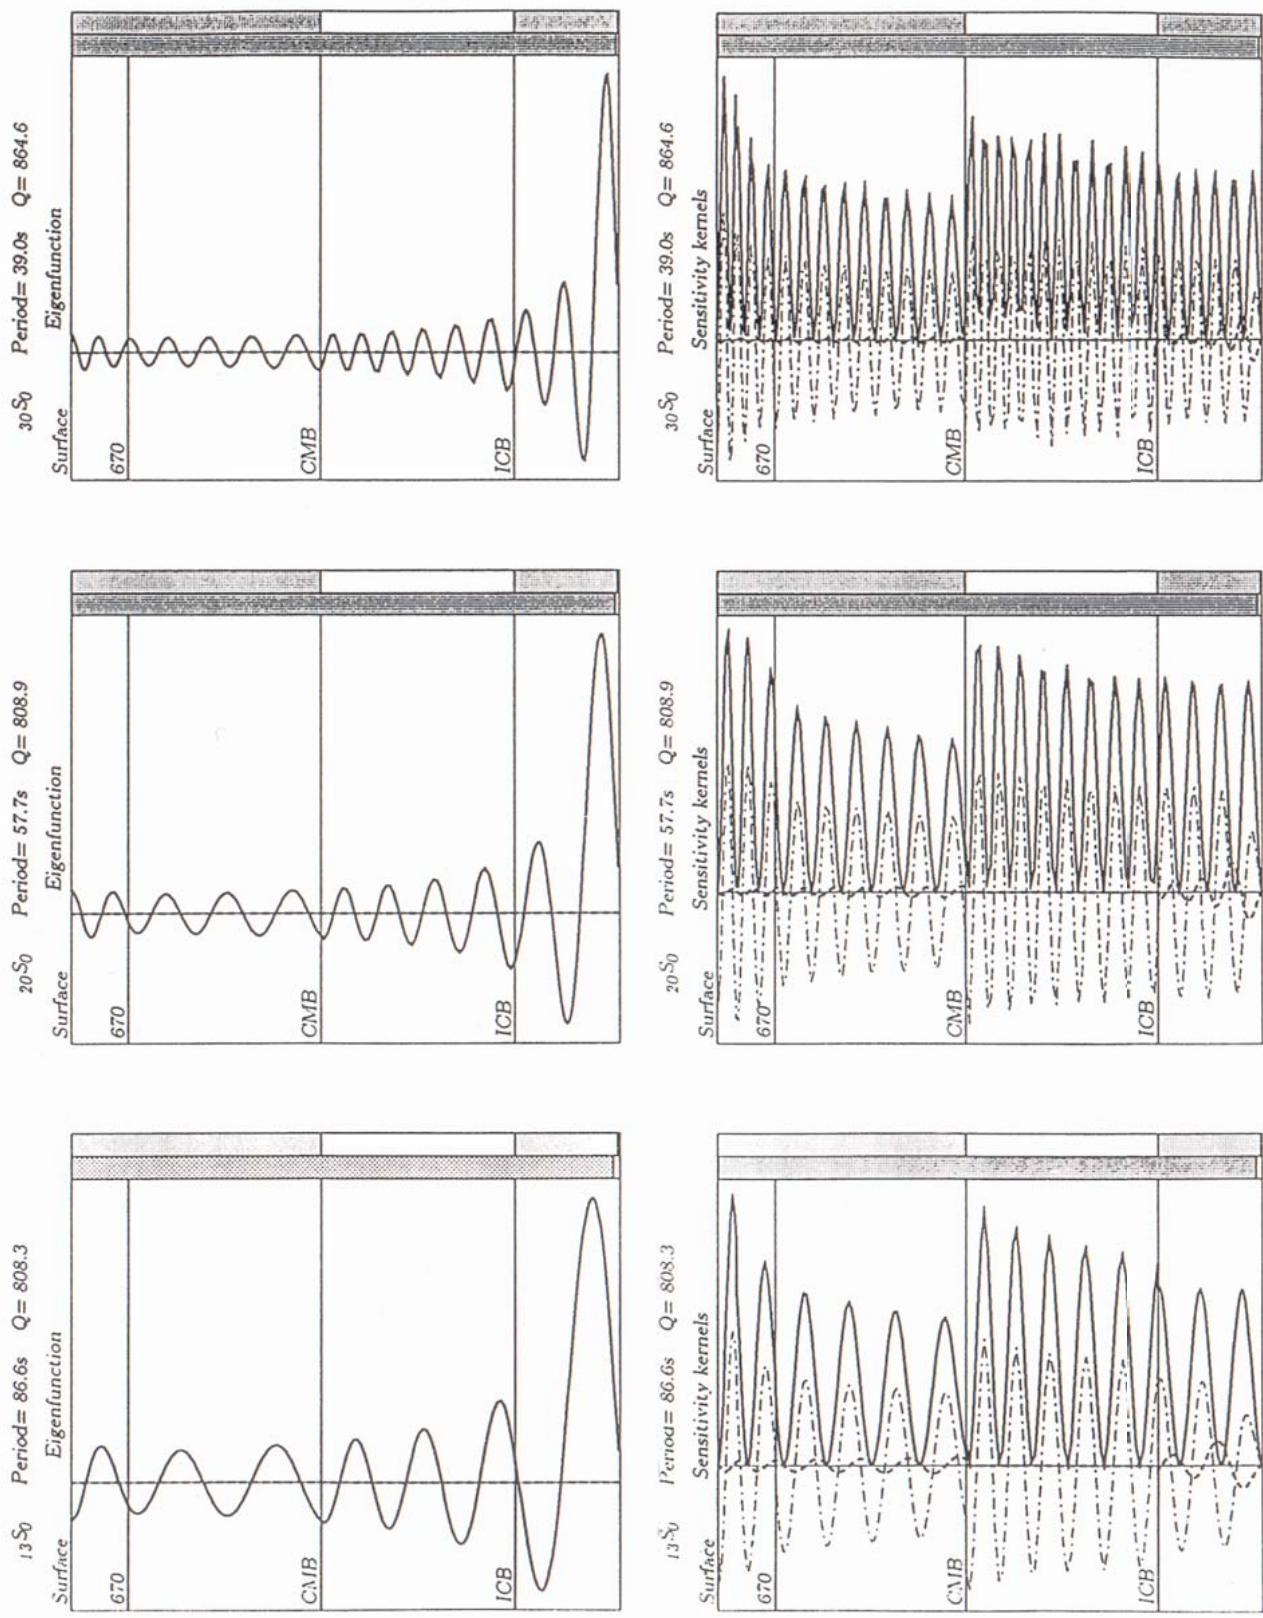 13S0 Period= 86.6s Q= 808.3
Eigenfunction
Surface
670
CMB
ICB
20S0 Period= 57.7s Q= 808.9
Eigenfunction
Surface
670
CMB
ICB
30S0 Period= 39.0s Q= 864.6
Eigenfunction
Surface
670
CMB
ICB
13S0 Period= 86.6s Q= 808.3
Sensitivity kernels
Surface
670
CMB
ICB
20S0 Period= 57.7s Q= 808.9
Sensitivity kernels
Surface
670
CMB
ICB
30S0 Period= 39.0s Q= 864.6
Sensitivity kernels
Surface
670
CMB
ICB